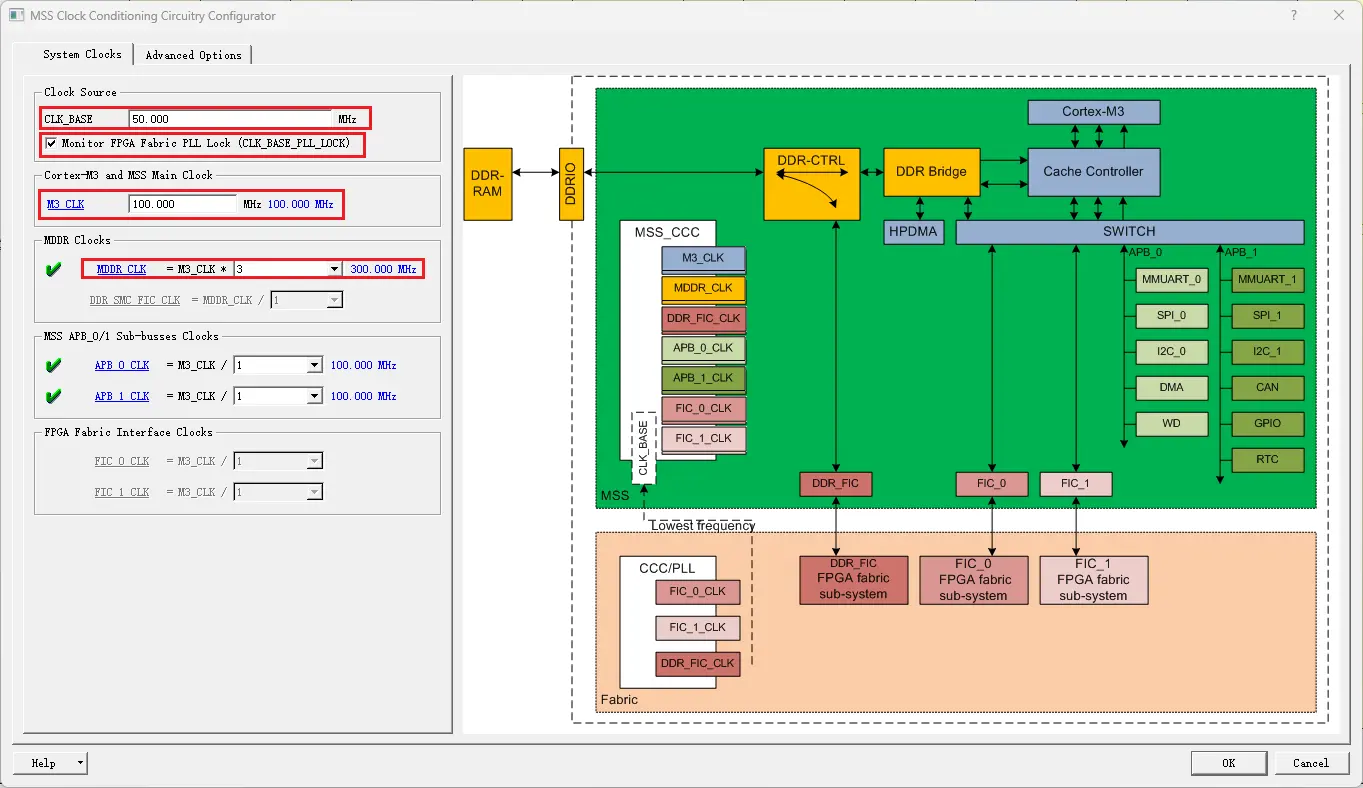 MSS Clock Conditioning Circuitry Configurator
?
System Clocks
Advanced Options
Clock Source
CLK_BASE 50.000 MHz
Monitor FPGA Fabric PLL Lock (CLK_BASE_PLL_LOCK)
Cortex-M3 and MSS Main Clock
M3_CLK 100.000 MHz 100.000 MHz
MDDR Clocks
MDDR_CLK = M3_CLK * 3 300.000 MHz
DDR_SMC_FIC_CLK = MDDR_CLK / 1
MSS APB_0/1 Sub-busses Clocks
APB_0_CLK = M3_CLK / 1 100.000 MHz
APB_1_CLK = M3_CLK / 1 100.000 MHz
FPGA Fabric Interface Clocks
FIC_0_CLK = M3_CLK / 1
FIC_1_CLK = M3_CLK / 1
DDR-
RAM
DDRIO
DDR-CTRL
DDR Bridge
Cortex-M3
Cache Controller
HPDMA
SWITCH
MSS_CCC
M3_CLK
MDDR_CLK
DDR_FIC_CLK
APB_0_CLK
APB_1_CLK
FIC_0_CLK
FIC_1_CLK
CLK_BASE
APB_0
MMUART_0
SPI_0
I2C_0
DMA
WD
APB_1
MMUART_1
SPI_1
I2C_1
CAN
GPIO
RTC
DDR_FIC
FIC_0
FIC_1
MSS
Lowest frequency
CCC/PLL
FIC_0_CLK
FIC_1_CLK
DDR_FIC_CLK
DDR_FIC
FPGA fabric
sub-system
FIC_0
FPGA fabric
sub-system
FIC_1
FPGA fabric
sub-system
Fabric
Help
OK
Cancel